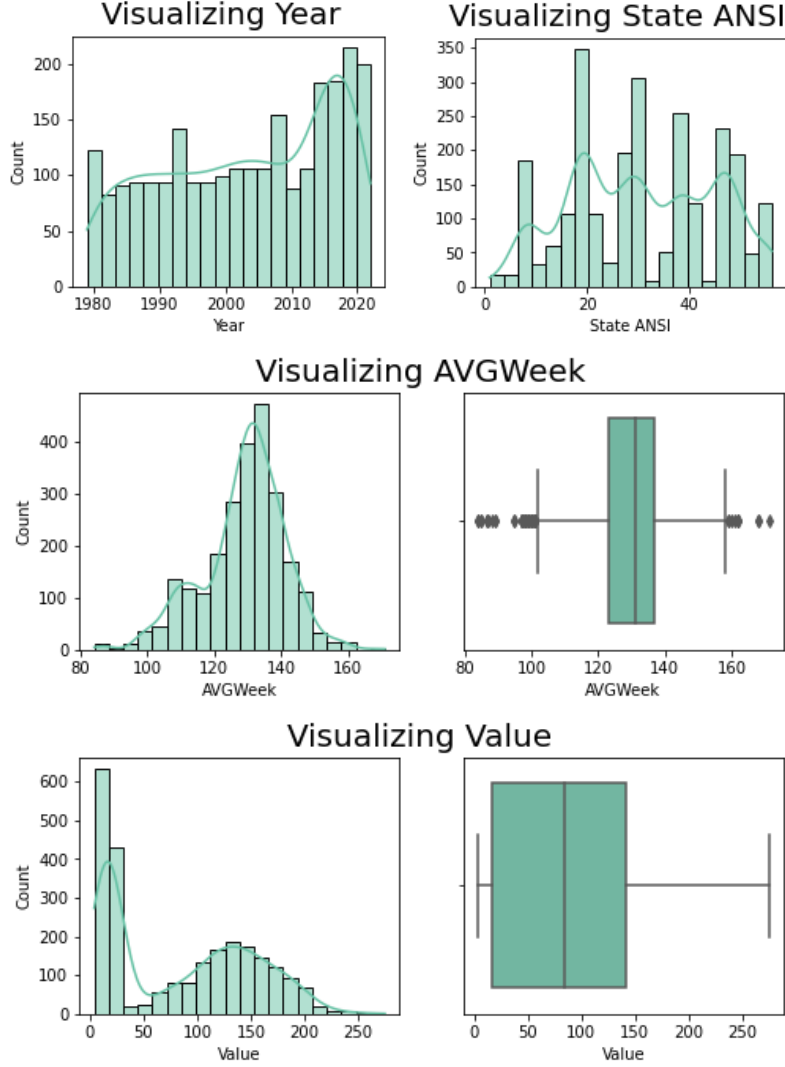 Visualizing Year
200
150
100
50
0
Count
1980 1990 2000 2010 2020
Year
Visualizing State ANSI
350
300
250
200
150
100
50
0
Count
0 20 40
State ANSI
Visualizing AVGWeek
400
300
200
100
0
Count
80 100 120 140 160
AVGWeek
80 100 120 140 160
AVGWeek
Visualizing Value
600
500
400
300
200
100
0
Count
0 50 100 150 200 250
Value
0 50 100 150 200 250
Value